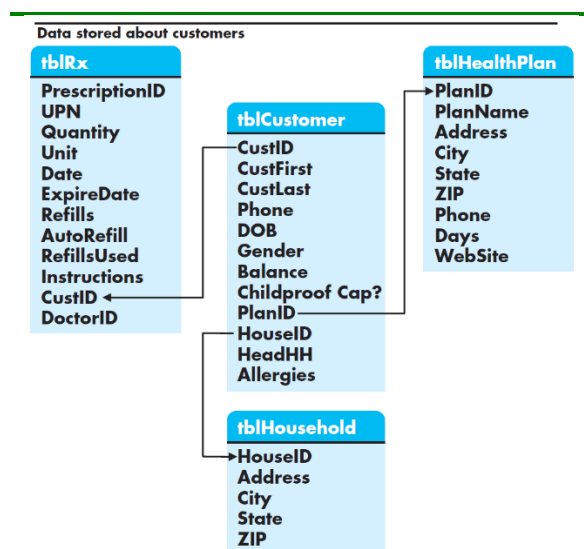 Data stored about customers
tblRx
PrescriptionID
UPN
Quantity
Unit
Date
ExpireDate
Refills
AutoRefill
RefillsUsed
Instructions
CustID
DoctorID
tblCustomer
CustID
CustFirst
CustLast
Phone
DOB
Gender
Balance
Childproof Cap?
PlanID
HouseID
HeadHH
Allergies
tblHealthPlan
PlanID
PlanName
Address
City
State
ZIP
Phone
Days
WebSite
tblHousehold
HouseID
Address
City
State
ZIP